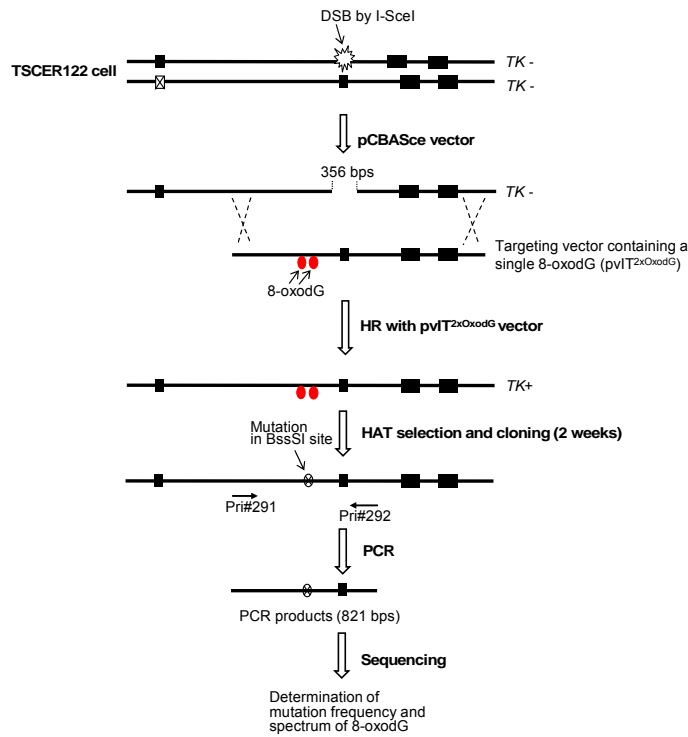 DSB by I-SceI
TSCER122 cell
TK -
TK -
pCBASce vector
356 bps
TK -
Targeting vector containing a
single 8-oxodG (pvIT2xOxodG)
8-oxodG
HR with pvIT2xOxodG vector
TK+
Mutation
in BssSI site
HAT selection and cloning (2 weeks)
Pri#291
Pri#292
PCR
PCR products (821 bps)
Sequencing
Determination of
mutation frequency and
spectrum of 8-oxodG